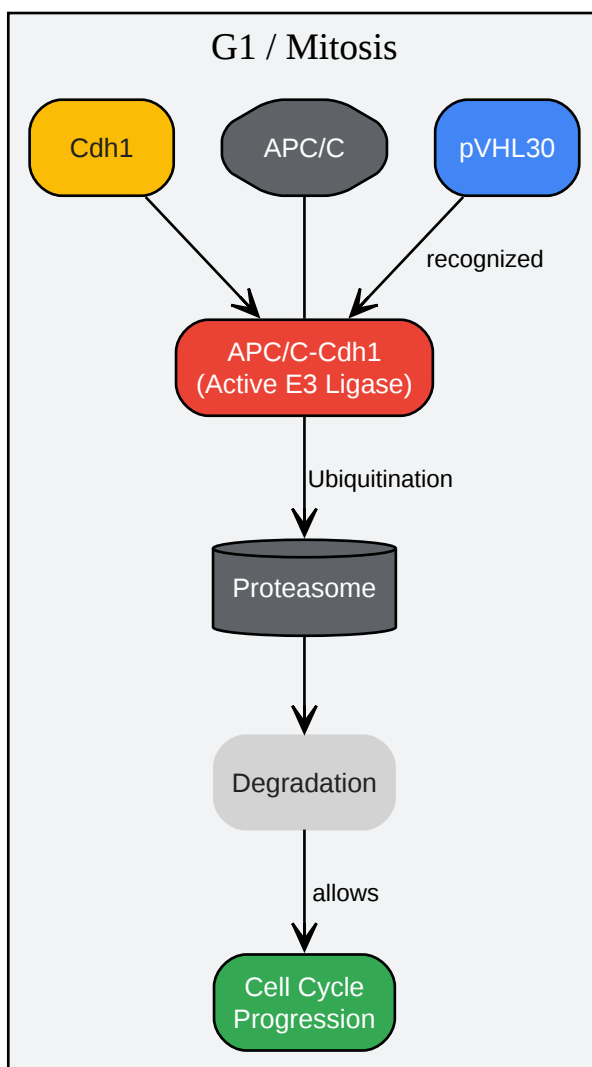 G1 / Mitosis
Cdh1
APC/C
pVHL30
recognized
APC/C-Cdh1
(Active E3 Ligase)
Ubiquitination
Proteasome
Degradation
allows
Cell Cycle
Progression